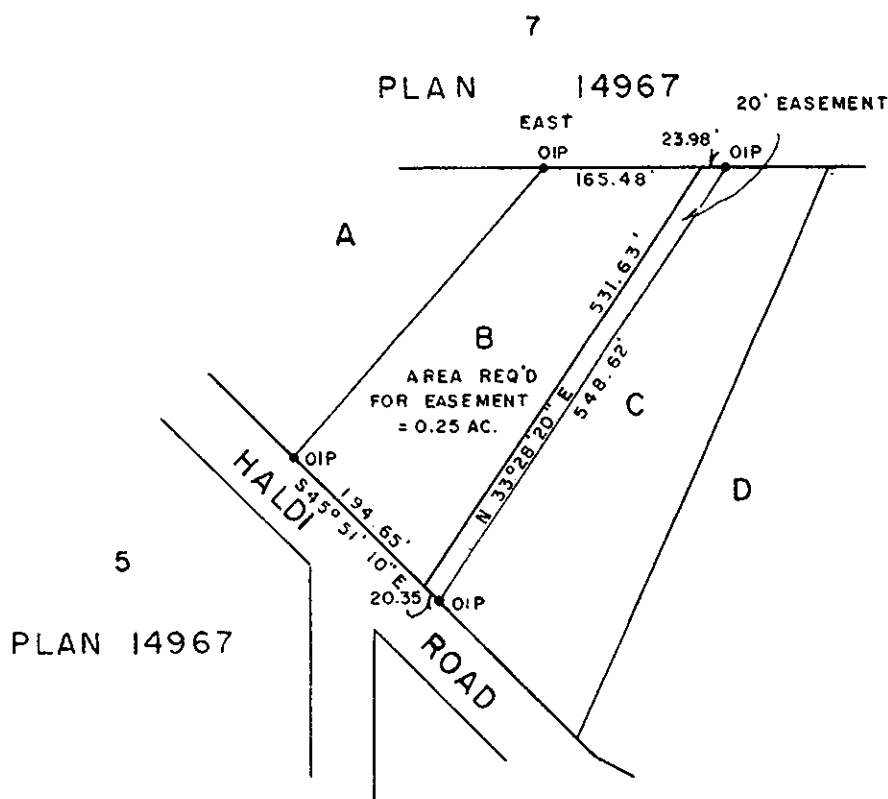 7
PLAN 14967
20' EASEMENT
EAST
23.98'
OIP
OIP
165.48'
A
531.63'
B
AREA REQ'D
FOR EASEMENT
= 0.25 AC.
N 33°28'20" E
548.62'
C
D
OIP
HALDI ROAD
194.65'
S45°51'10"E
20.35
OIP
5
PLAN 14967